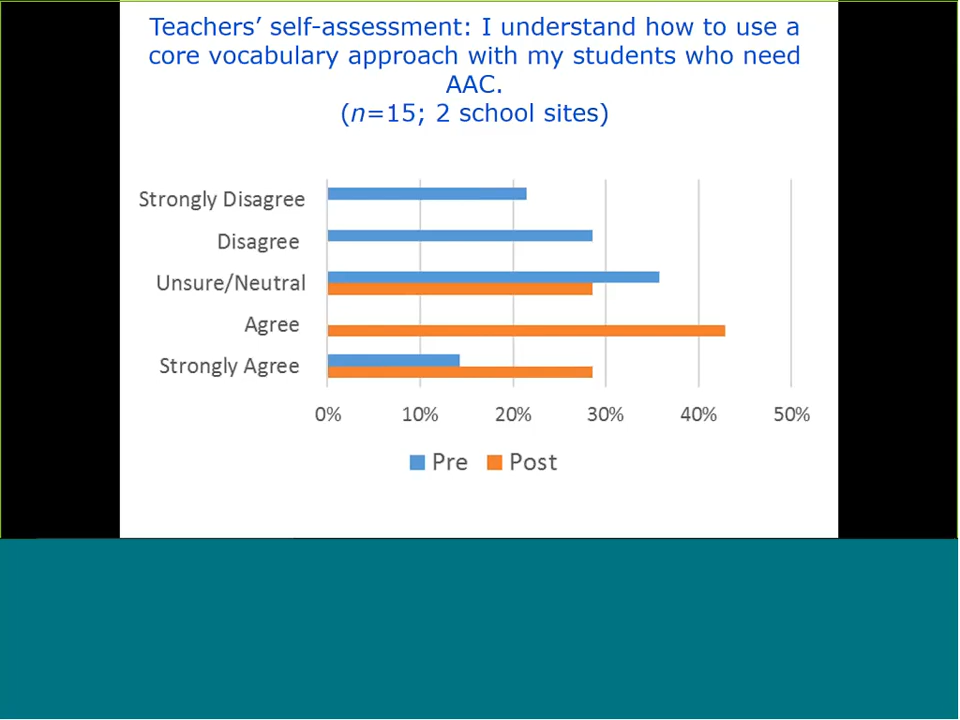 Teachers’ self-assessment: I understand how to use a
core vocabulary approach with my students who need
AAC.
(n=15; 2 school sites)
Strongly Disagree
Disagree
Unsure/Neutral
Agree
Strongly Agree
0% 10% 20% 30% 40% 50%
Pre Post